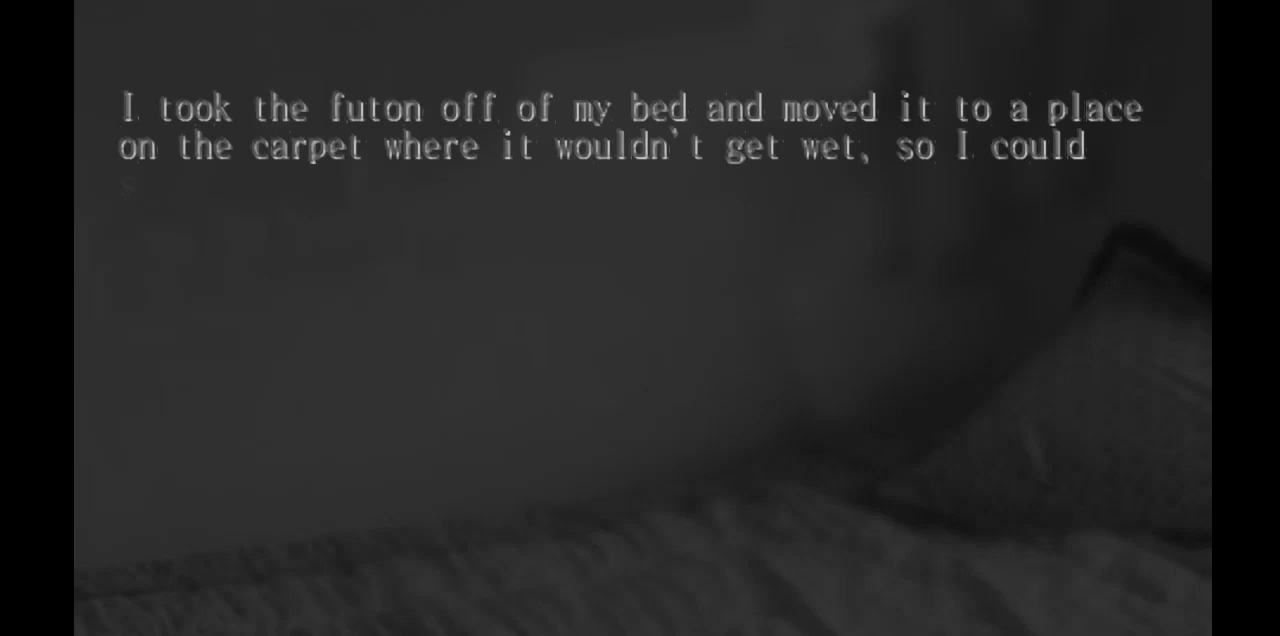 I took the futon off of my bed and moved it to a place
on the carpet where it wouldn't get wet, so I could
s